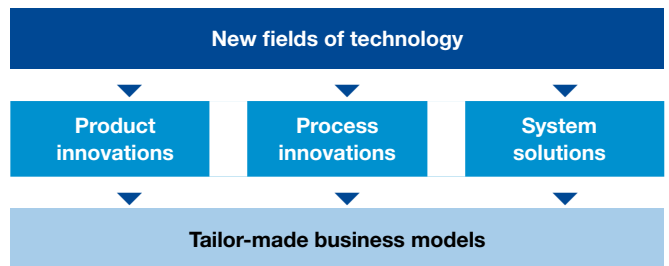 New fields of technology
Product
innovations
Process
innovations
System
solutions
Tailor-made business models